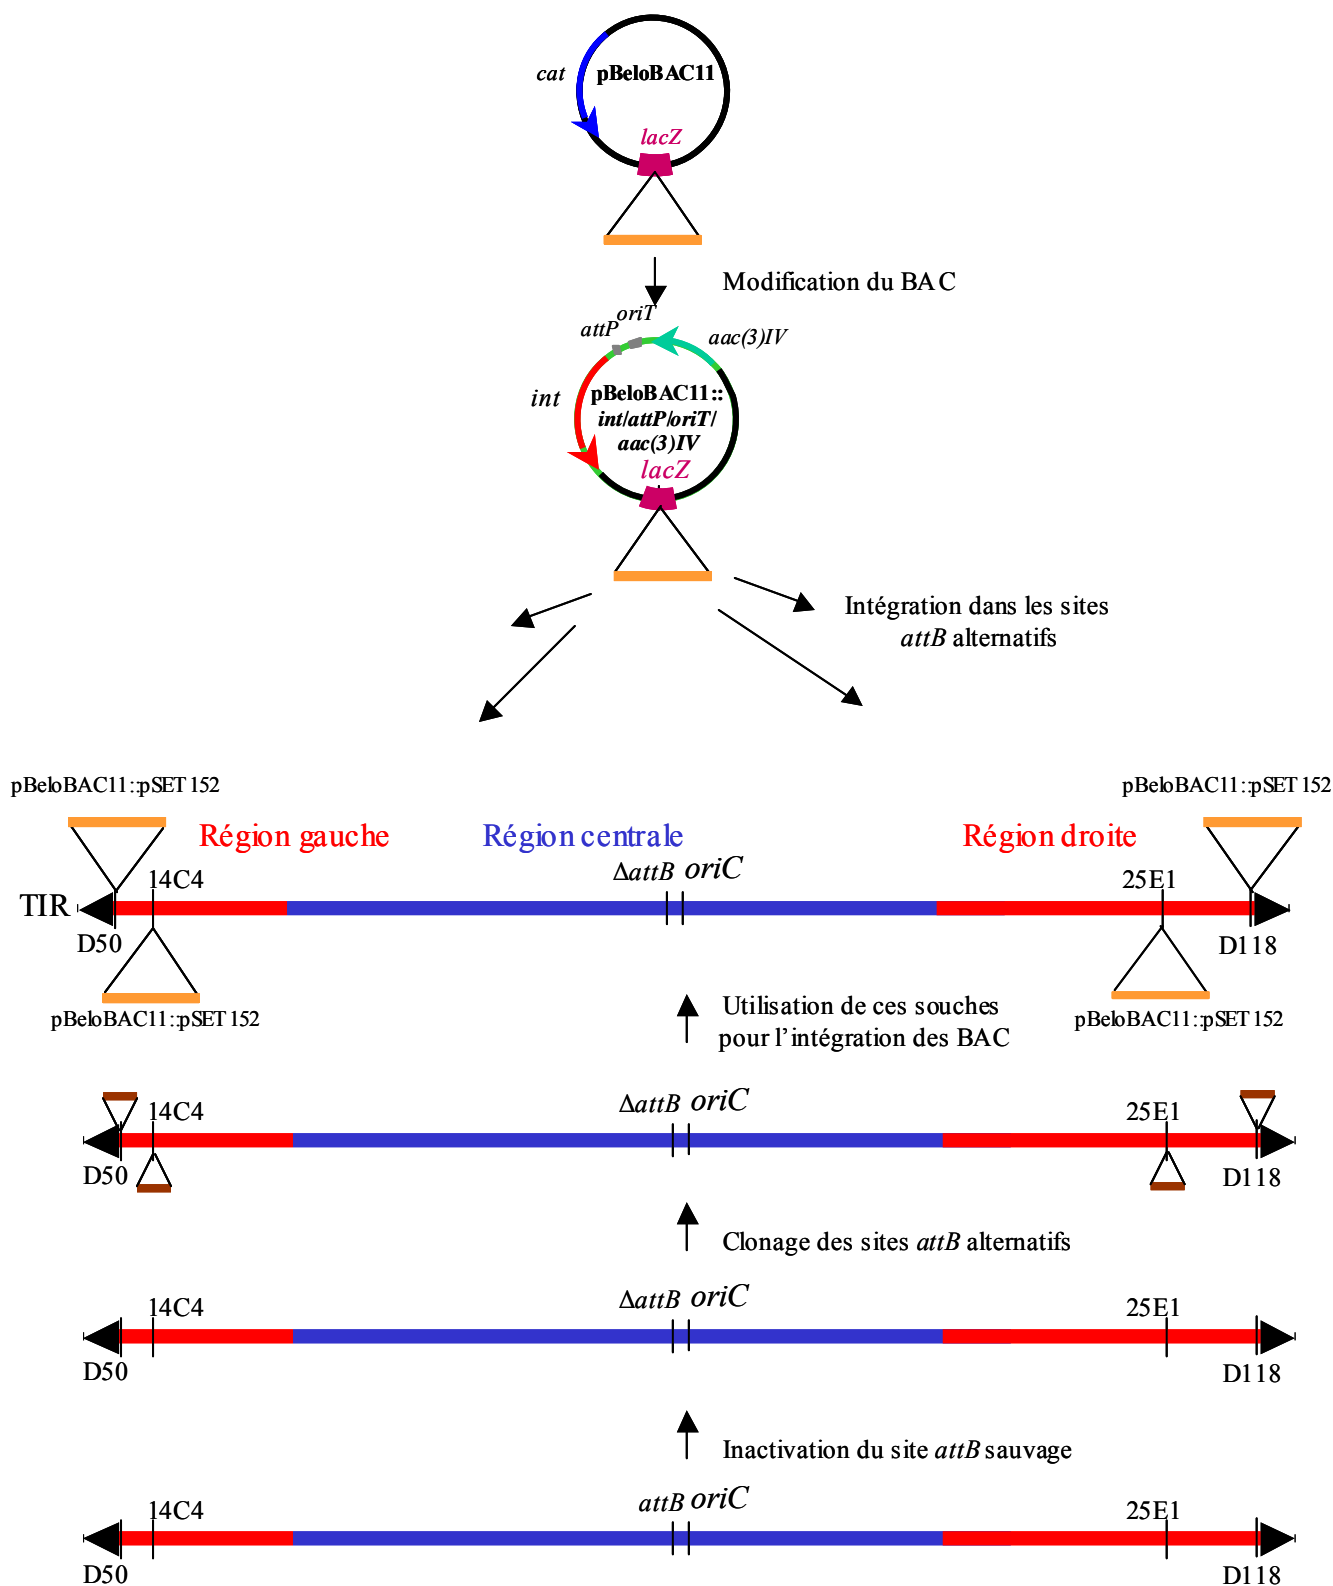 cat
pBeloBAC11
lacZ
Modification du BAC
attP
oriT
aac(3)IV
int
pBeloBAC11::
int/attP/oriT/
aac(3)IV
lacZ
Intégration dans les sites
attB alternatifs
pBeloBAC11::pSET152
pBeloBAC11::pSET152
Région gauche
Région centrale
Région droite
14C4
ΔattB oriC
25E1
TIR
D50
D118
pBeloBAC11::pSET152
pBeloBAC11::pSET152
Utilisation de ces souches
pour l'intégration des BAC
14C4
ΔattB oriC
25E1
D50
D118
Clonage des sites attB alternatifs
14C4
ΔattB oriC
25E1
D50
D118
Inactivation du site attB sauvage
14C4
attB oriC
25E1
D50
D118